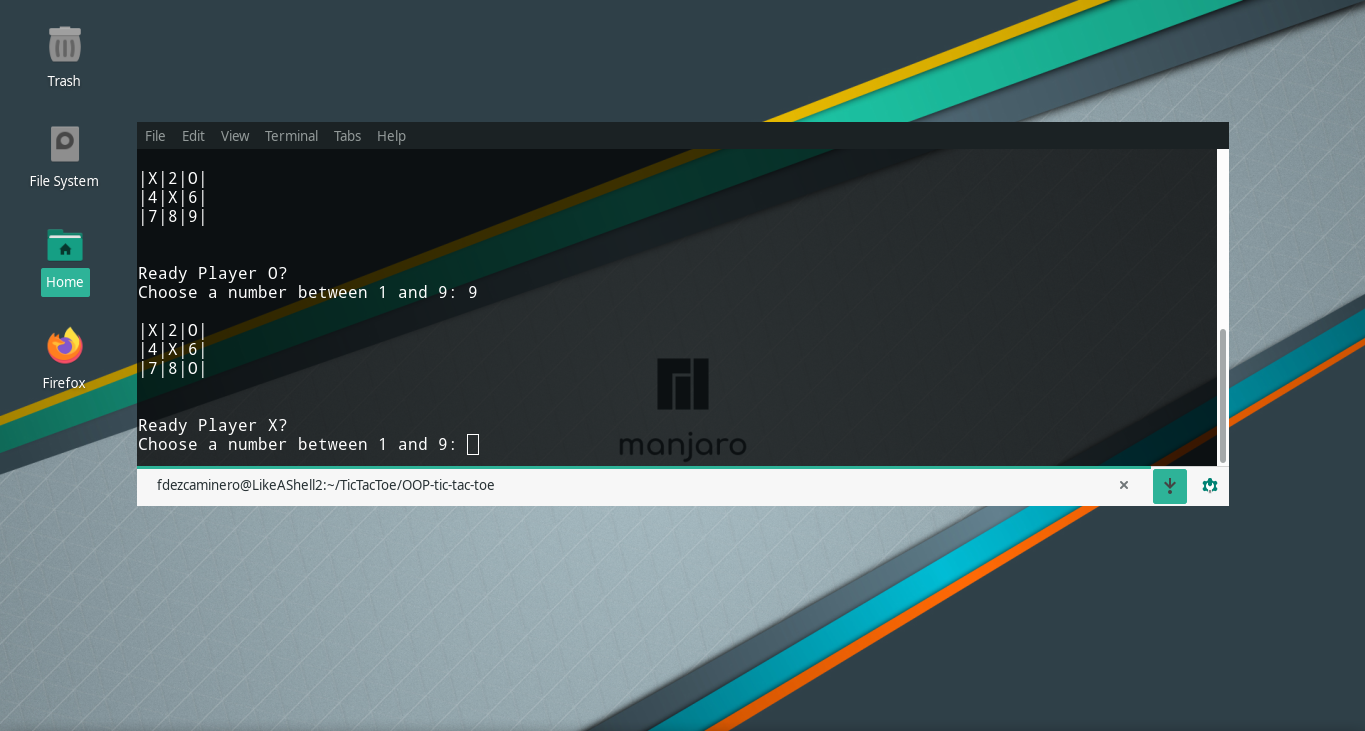 Trash
File System
Home
Firefox
File Edit View Terminal Tabs Help
|X|2|O|
|4|X|6|
|7|8|9|
Ready Player O?
Choose a number between 1 and 9: 9
|X|2|O|
|4|X|6|
|7|8|O|
Ready Player X?
Choose a number between 1 and 9:
manjaro
fdezcaminero@LikeAShell2:~/TicTacToe/OOP-tic-tac-toe